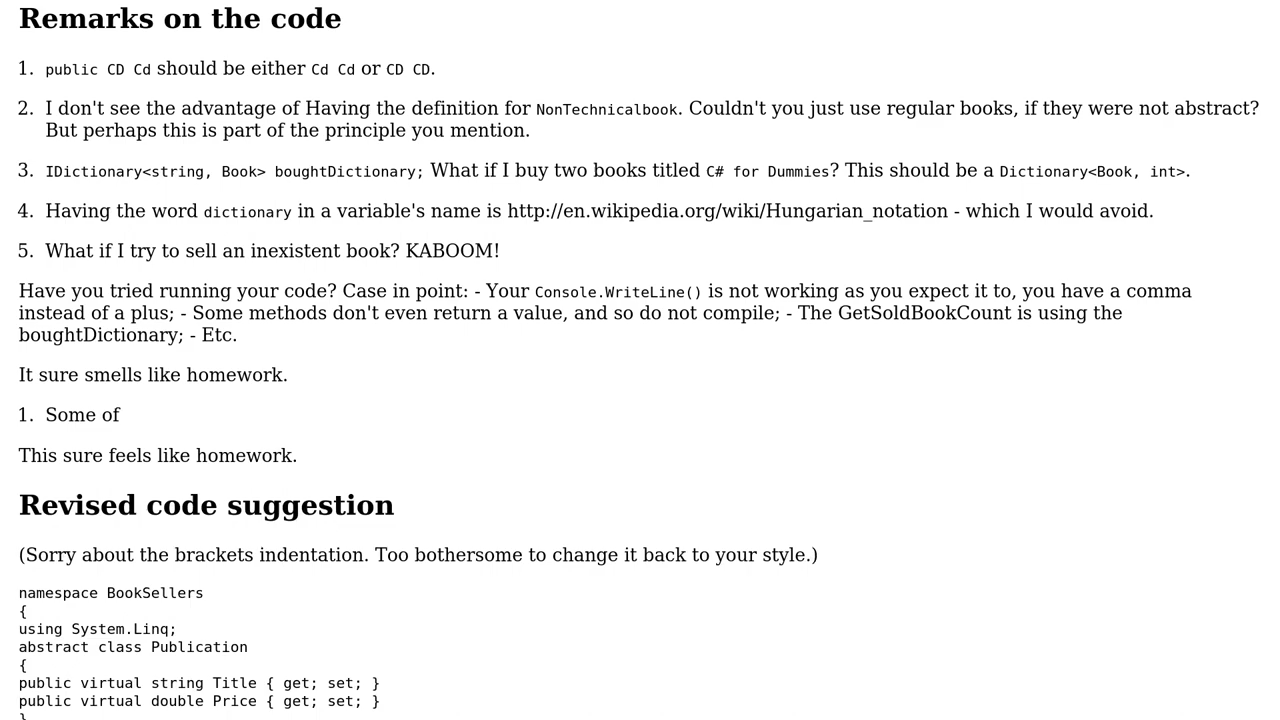 Remarks on the code
1. public CD Cd should be either Cd Cd or CD CD.
2. I don't see the advantage of Having the definition for NonTechnicalbook. Couldn't you just use regular books, if they were not abstract?
But perhaps this is part of the principle you mention.
3. IDictionary<string, Book> boughtDictionary; What if I buy two books titled C# for Dummies? This should be a Dictionary<Book, int>.
4. Having the word dictionary in a variable's name is http://en.wikipedia.org/wiki/Hungarian_notation - which I would avoid.
5. What if I try to sell an inexistent book? KABOOM!
Have you tried running your code? Case in point: - Your Console.WriteLine() is not working as you expect it to, you have a comma
instead of a plus; - Some methods don't even return a value, and so do not compile; - The GetSoldBookCount is using the
boughtDictionary; - Etc.
It sure smells like homework.
1. Some of
This sure feels like homework.
Revised code suggestion
(Sorry about the brackets indentation. Too bothersome to change it back to your style.)
namespace BookSellers
{
using System.Linq;
abstract class Publication
{
public virtual string Title { get; set; }
public virtual double Price { get; set; }
}